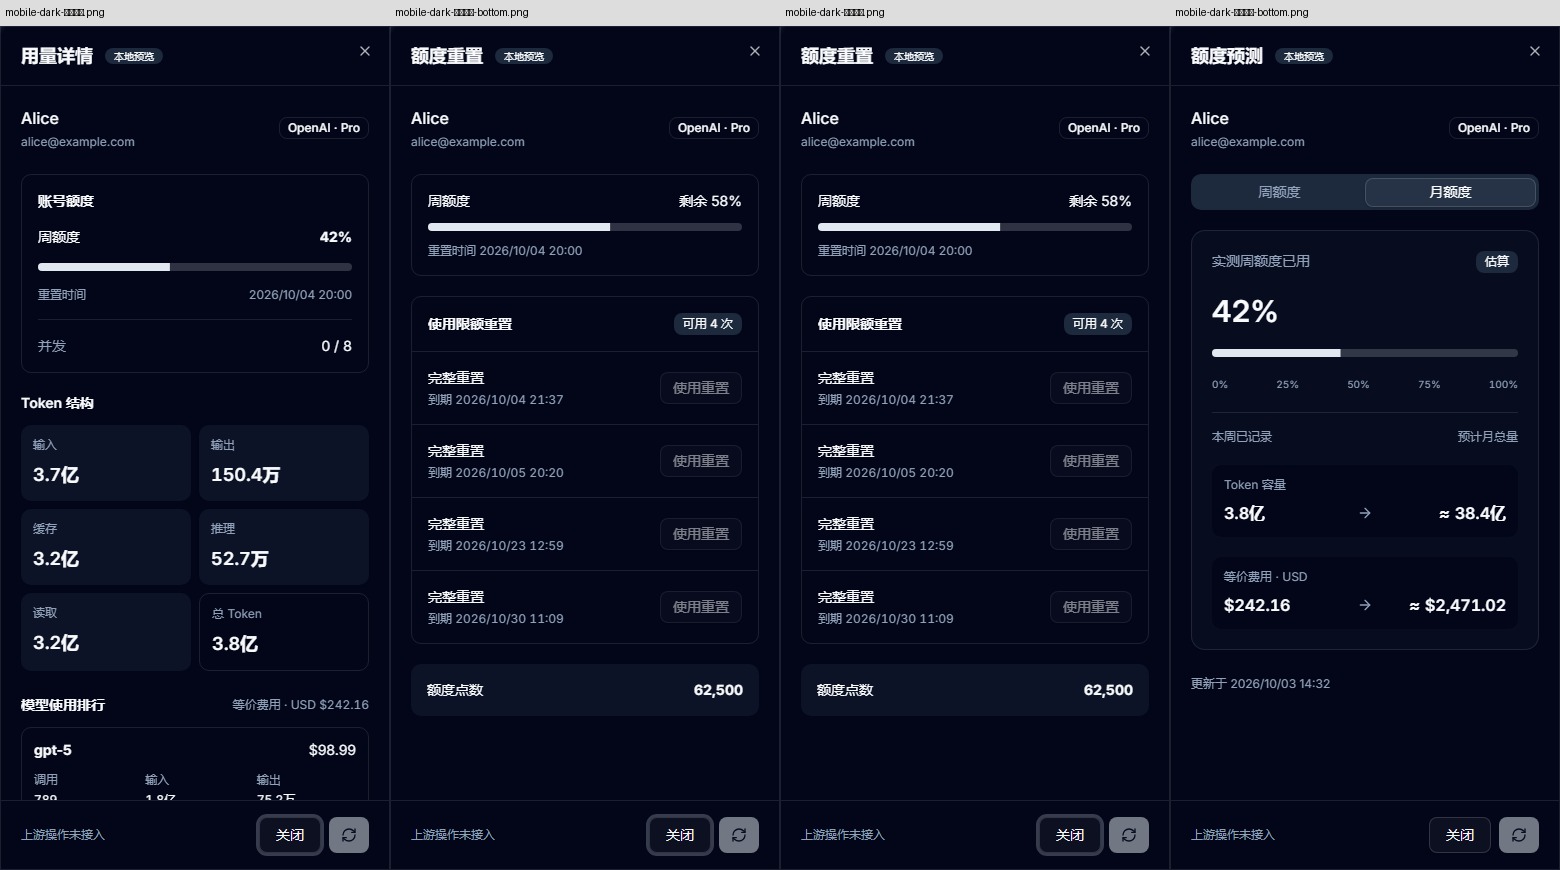 mobile-dark-.png
用量详情 本地预览
Alice
alice@example.com
OpenAI · Pro
账号额度
周额度 42%
重置时间 2026/10/04 20:00
并发 0 / 8
Token 结构
输入 输出
3.7亿 150.4万
缓存 推理
3.2亿 52.7万
读取 总 Token
3.2亿 3.8亿
模型使用排行 等价费用 · USD $242.16
gpt-5 $98.99
调用 输入 输出
上游操作未接入 关闭
mobile-dark-bottom.png
额度重置 本地预览
Alice
alice@example.com
OpenAI · Pro
周额度 剩余 58%
重置时间 2026/10/04 20:00
使用限额重置 可用 4 次
完整重置
到期 2026/10/04 21:37
使用重置
完整重置
到期 2026/10/05 20:20
使用重置
完整重置
到期 2026/10/23 12:59
使用重置
完整重置
到期 2026/10/30 11:09
使用重置
额度点数 62,500
上游操作未接入 关闭
mobile-dark-.png
额度重置 本地预览
Alice
alice@example.com
OpenAI · Pro
周额度 剩余 58%
重置时间 2026/10/04 20:00
使用限额重置 可用 4 次
完整重置
到期 2026/10/04 21:37
使用重置
完整重置
到期 2026/10/05 20:20
使用重置
完整重置
到期 2026/10/23 12:59
使用重置
完整重置
到期 2026/10/30 11:09
使用重置
额度点数 62,500
上游操作未接入 关闭
mobile-dark-bottom.png
额度预测 本地预览
Alice
alice@example.com
OpenAI · Pro
周额度 月额度
实测周额度已用 估算
42%
0% 25% 50% 75% 100%
本周已记录 预计月总量
Token 容量
3.8亿 → ≈ 38.4亿
等价费用 · USD
$242.16 → ≈ $2,471.02
更新于 2026/10/03 14:32
上游操作未接入 关闭